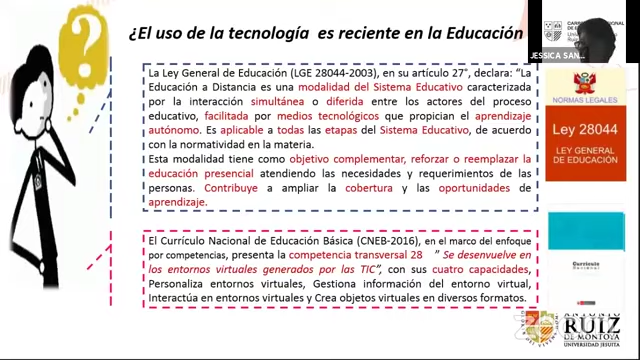 ¿El uso de la tecnología es reciente en la Educación
JESSICA SAN...
La Ley General de Educación (LGE 28044-2003), en su artículo 27°, declara: “La
Educación a Distancia es una modalidad del Sistema Educativo caracterizada
por la interacción simultánea o diferida entre los actores del proceso
educativo, facilitada por medios tecnológicos que propician el aprendizaje
autónomo. Es aplicable a todas las etapas del Sistema Educativo, de acuerdo
con la normatividad en la materia.
Esta modalidad tiene como objetivo complementar, reforzar o reemplazar la
educación presencial atendiendo las necesidades y requerimientos de las
personas. Contribuye a ampliar la cobertura y las oportunidades de
aprendizaje.
NORMAS LEGALES
Ley 28044
LEY GENERAL
DE EDUCACIÓN
El Currículo Nacional de Educación Básica (CNEB-2016), en el marco del enfoque
por competencias, presenta la competencia transversal 28 ” Se desenvuelve en
los entornos virtuales generados por las TIC”, con sus cuatro capacidades,
Personaliza entornos virtuales, Gestiona información del entorno virtual,
Interactúa en entornos virtuales y Crea objetos virtuales en diversos formatos.
Currículo
Nacional
RUIZ
DE MONTOYA
UNIVERSIDAD JESUITA